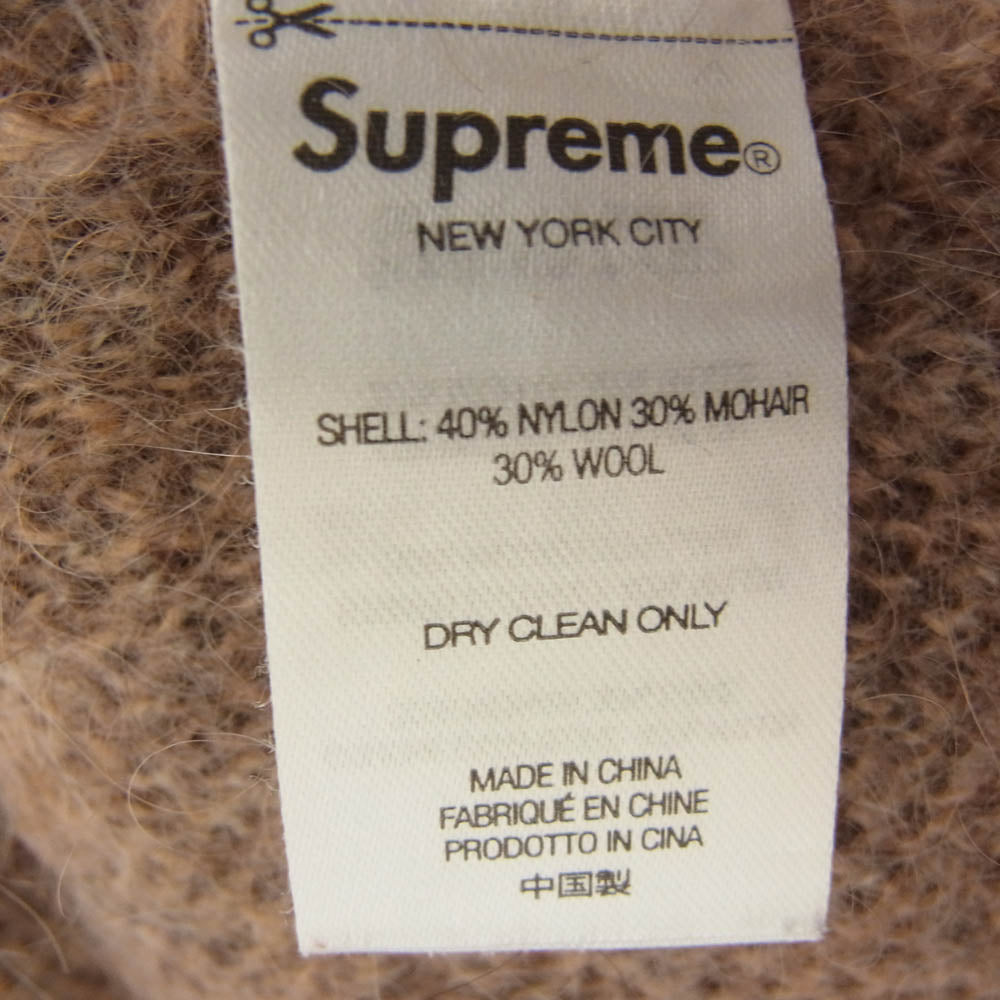 Supreme®
NEW YORK CITY
SHELL: 40% NYLON 30% MOHAIR
30% WOOL
DRY CLEAN ONLY
MADE IN CHINA
FABRIQUÉ EN CHINE
PRODOTTO IN CINA
中国製